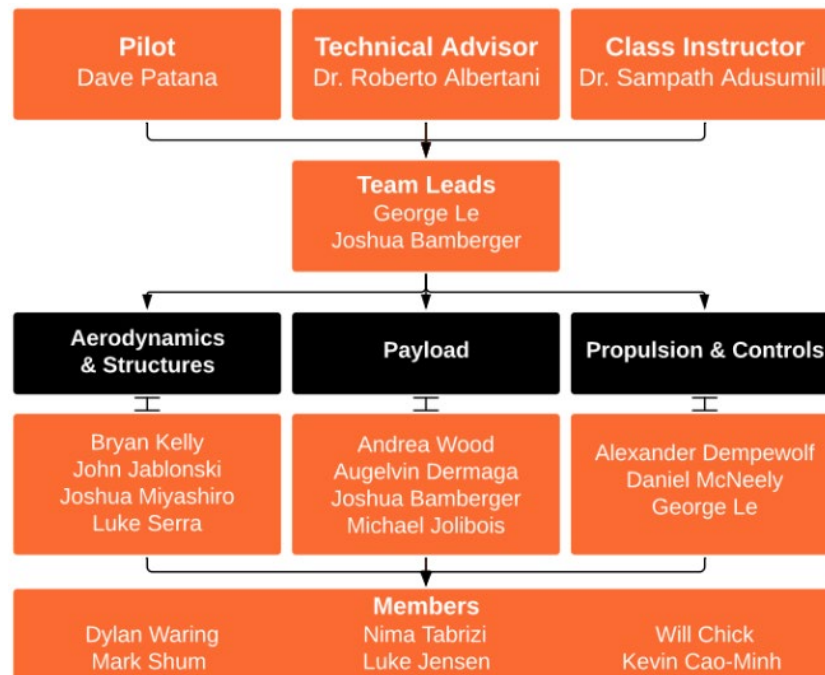 Pilot
Dave Patana
Technical Advisor
Dr. Roberto Albertani
Class Instructor
Dr. Sampath Adusumill
Team Leads
George Le
Joshua Bamberger
Aerodynamics
& Structures
Payload
Propulsion & Controls
Bryan Kelly
John Jablonski
Joshua Miyashiro
Luke Serra
Andrea Wood
Augelvin Dermaga
Joshua Bamberger
Michael Jolibois
Alexander Dempewolf
Daniel McNeely
George Le
Members
Dylan Waring
Mark Shum
Nima Tabrizi
Luke Jensen
Will Chick
Kevin Cao-Minh